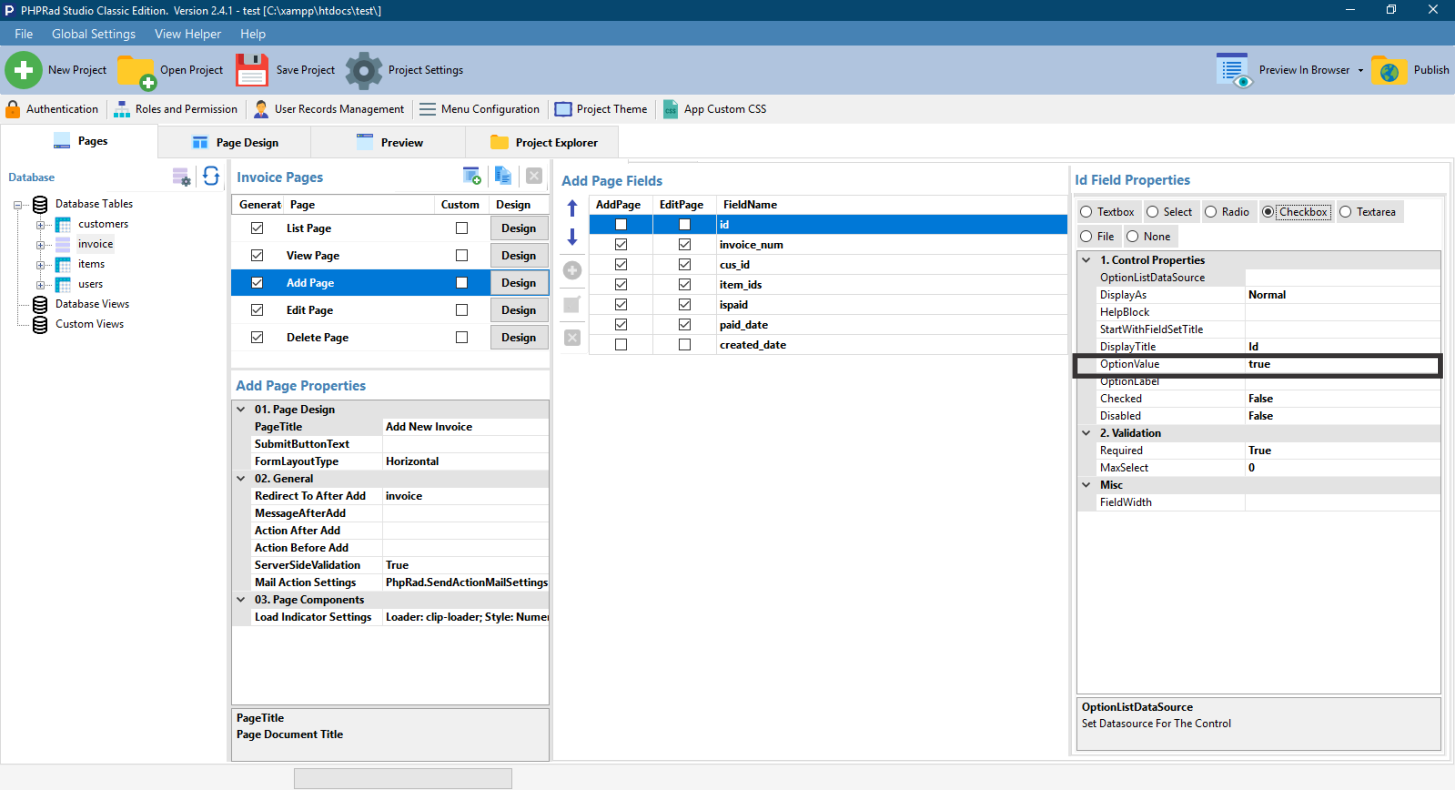 PHPRad Studio Classic Edition. Version 2.4.1 - test [C:\xampp\htdocs\test\]
File Global Settings View Helper Help
New Project Open Project Save Project Project Settings Preview In Browser Publish
Authentication Roles and Permission User Records Management Menu Configuration Project Theme App Custom CSS
Pages Page Design Preview Project Explorer
Database
Database Tables
customers
invoice
items
users
Database Views
Custom Views
Invoice Pages
Generat Page Custom Design
List Page Design
View Page Design
Add Page Design
Edit Page Design
Delete Page Design
Add Page Properties
01. Page Design
PageTitle Add New Invoice
SubmitButtonText
FormLayoutType Horizontal
02. General
Redirect To After Add invoice
MessageAfterAdd
Action After Add
Action Before Add
ServerSideValidation True
Mail Action Settings PhpRad.SendActionMailSettings
03. Page Components
Load Indicator Settings Loader: clip-loader; Style: Numer
PageTitle
Page Document Title
Add Page Fields
AddPage EditPage FieldName
id
invoice_num
cus_id
item_ids
ispaid
paid_date
created_date
Id Field Properties
Textbox Select Radio Checkbox Textarea
File None
1. Control Properties
OptionListDataSource
DisplayAs Normal
HelpBlock
StartWithFieldSetTitle
DisplayTitle Id
OptionValue true
OptionLabel
Checked False
Disabled False
2. Validation
Required True
MaxSelect 0
Misc
FieldWidth
OptionListDataSource
Set Datasource For The Control